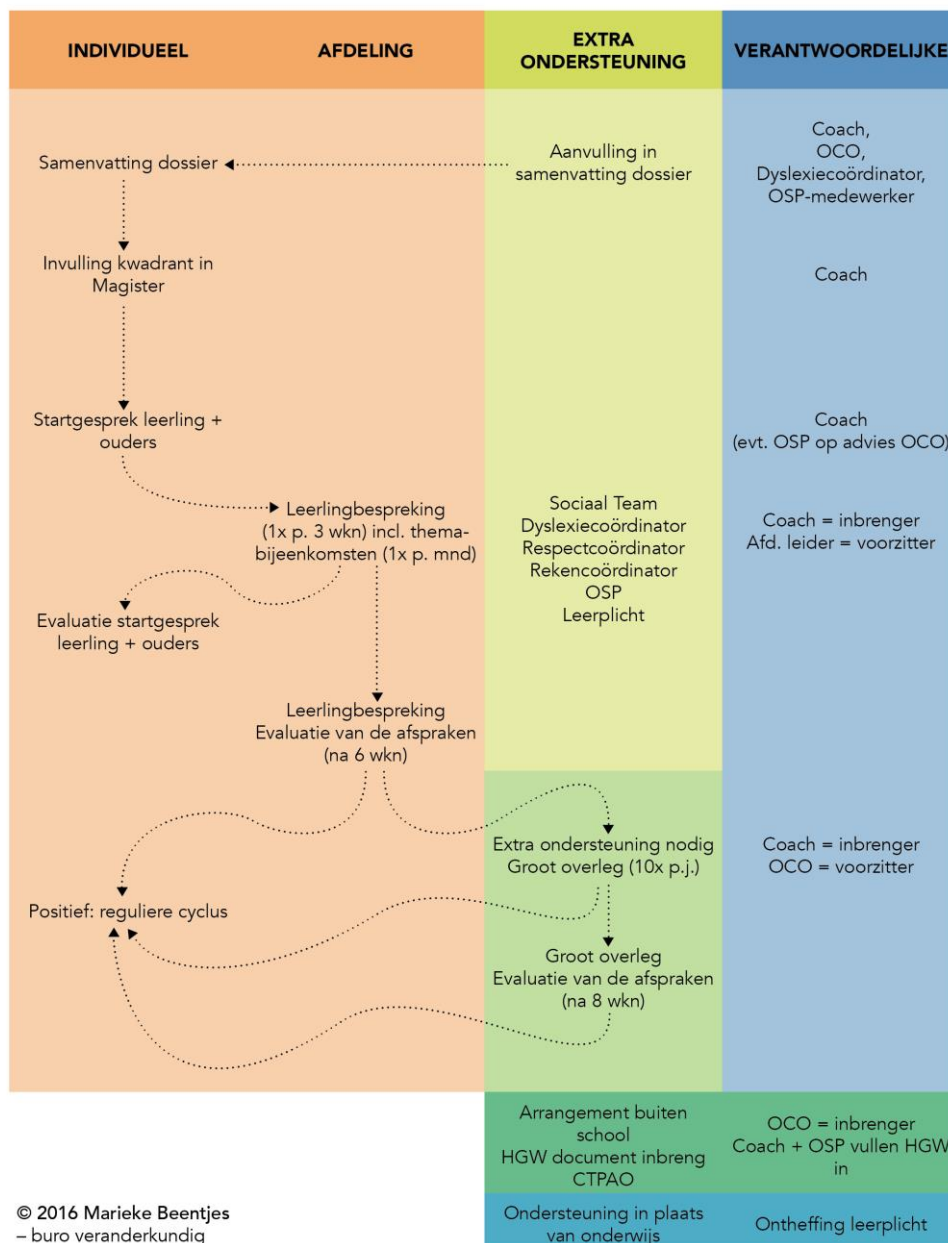 INDIVIDUEEL
AFDELING
EXTRA
ONDERSTEUNING
VERANTWOORDELIJKE
Samenvatting dossier
Aanvulling in
samenvatting dossier
Coach,
OCO,
Dyslexiecoördinator,
OSP-medewerker
Invulling kwadrant in
Magister
Coach
Startgesprek leerling +
ouders
Coach
(evt. OSP op advies OCO)
Leerlingbespreking
(1x p. 3 wkn) incl. thema-
bijeenkomsten (1x p. mnd)
Sociaal Team
Dyslexiecoördinator
Respectcoördinator
Rekencoördinator
OSP
Leerplicht
Coach = inbrenger
Afd. leider = voorzitter
Evaluatie startgesprek
leerling + ouders
Leerlingbespreking
Evaluatie van de afspraken
(na 6 wkn)
Extra ondersteuning nodig
Groot overleg (10x p.j.)
Coach = inbrenger
OCO = voorzitter
Positief: reguliere cyclus
Groot overleg
Evaluatie van de afspraken
(na 8 wkn)
Arrangement buiten
school
HGW document inbreng
CTPAO
OCO = inbrenger
Coach + OSP vullen HGW
in
© 2016 Marieke Beentjes
– buro veranderkundig
Ondersteuning in plaats
van onderwijs
Ontheffing leerplicht